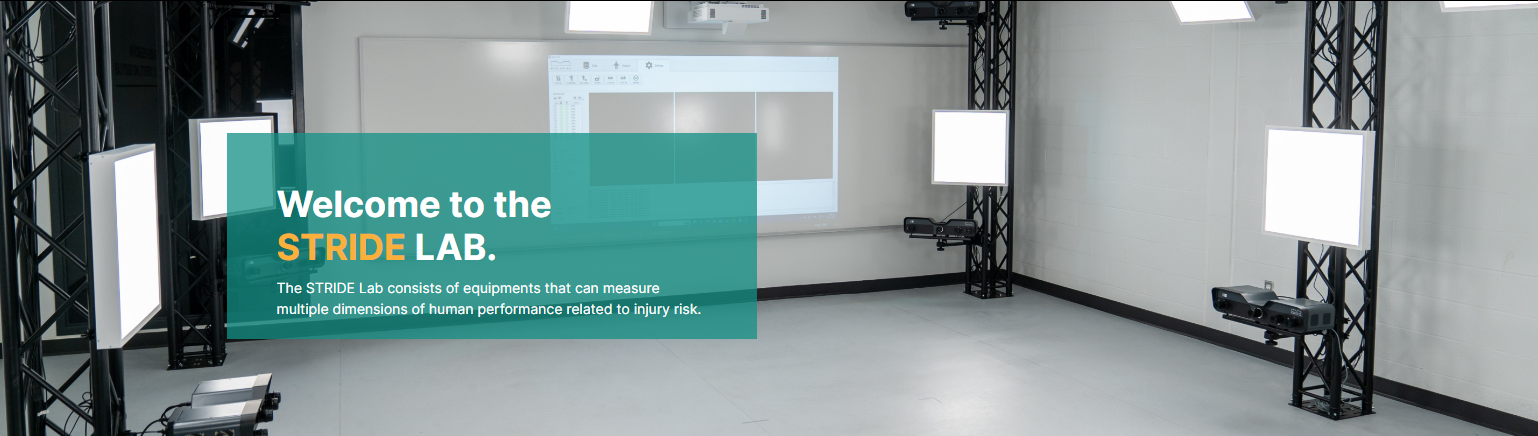 Welcome to the
STRIDE LAB.
The STRIDE Lab consists of equipments that can measure
multiple dimensions of human performance related to injury risk.